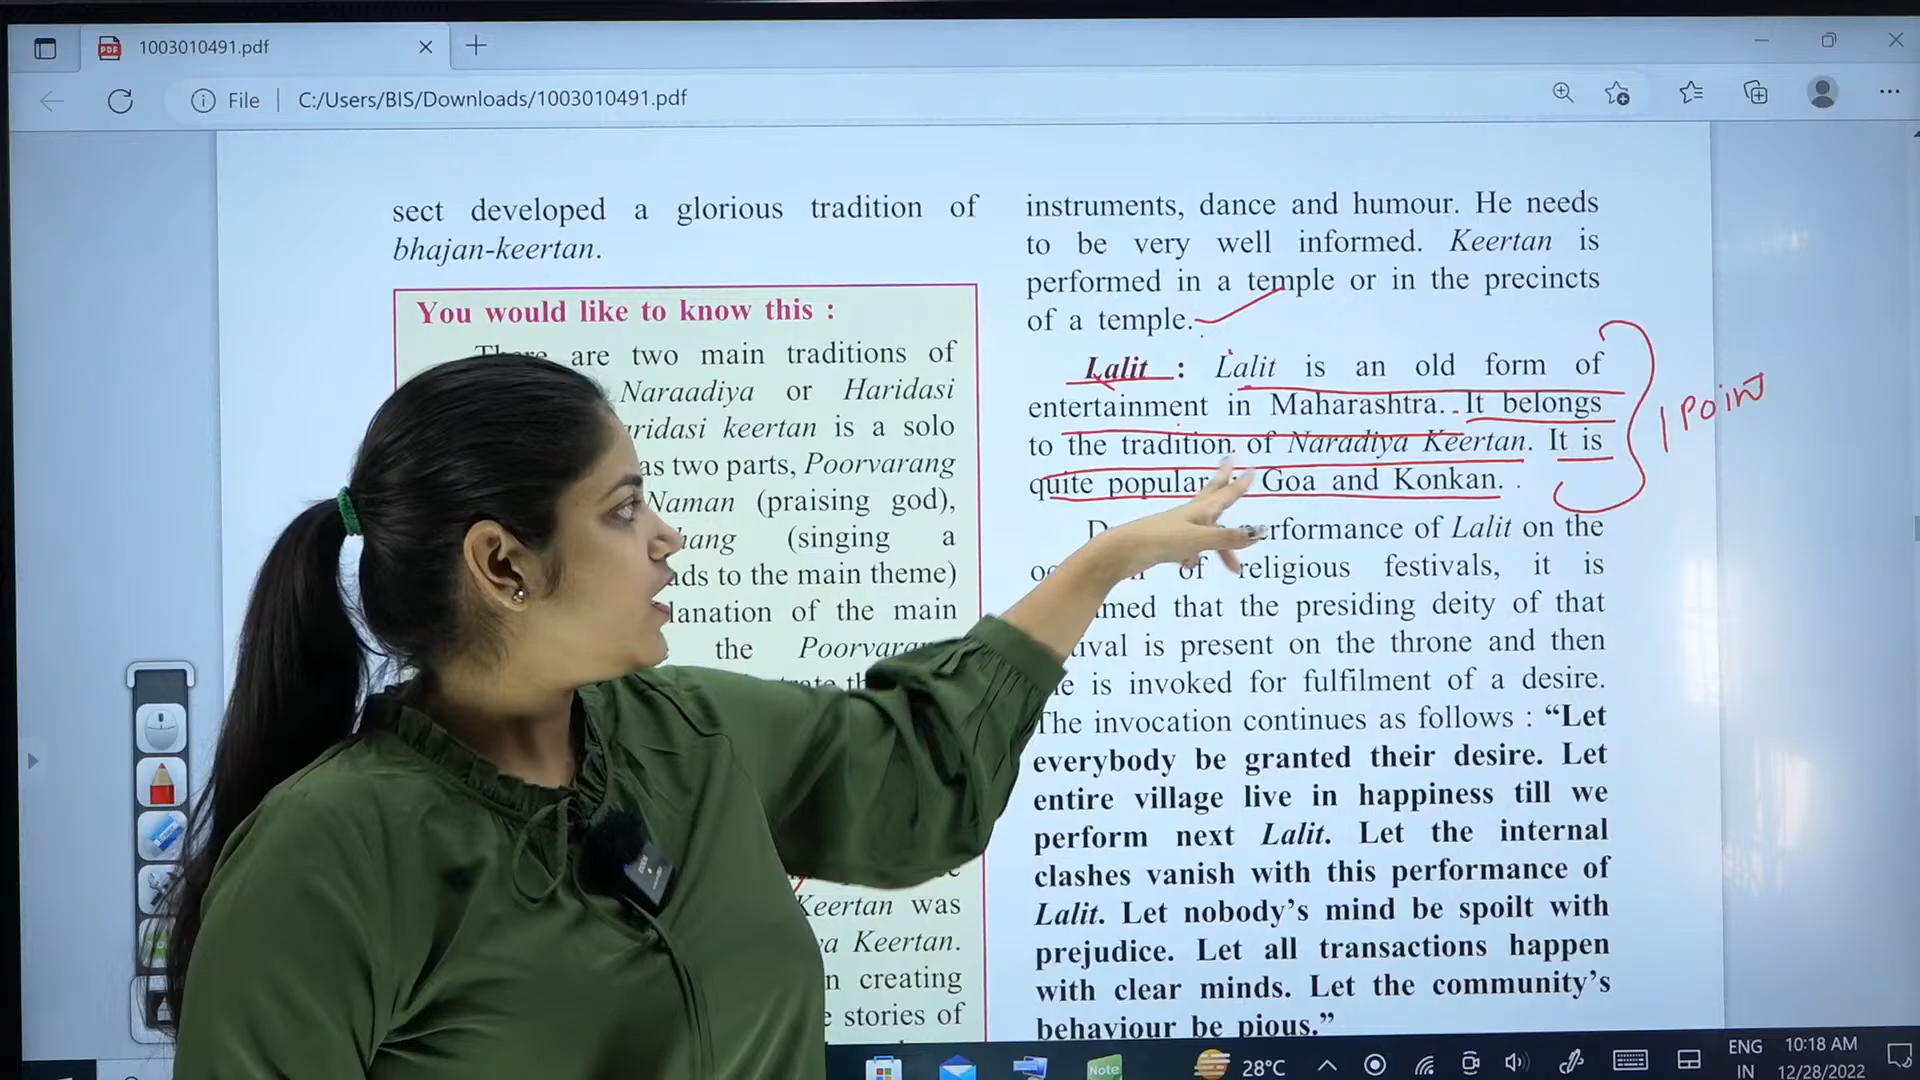 1003010491.pdf
File
C:/Users/BIS/Downloads/1003010491.pdf
sect developed a glorious tradition of
bhajan-keertan.
You would like to know this :
are two main traditions of
Naraadiya or Haridasi
keertan is a solo
as two parts, Poorvarang
Naman (praising god),
(singing a
to the main theme)
of the main
the
Keertan was
Keertan.
creating
stories of
instruments, dance and humour. He needs
to be very well informed. Keertan is
performed in a temple or in the precincts
of a temple.
Lalit : Lalit is an old form of
entertainment in Maharashtra. It belongs
to the tradition of Naradiya Keertan. It is
quite popular Goa and Konkan.
1 Point
performance of Lalit on the
of religious festivals, it is
that the presiding deity of that
is present on the throne and then
is invoked for fulfilment of a desire.
The invocation continues as follows : “Let
everybody be granted their desire. Let
entire village live in happiness till we
perform next Lalit. Let the internal
clashes vanish with this performance of
Lalit. Let nobody’s mind be spoilt with
prejudice. Let all transactions happen
with clear minds. Let the community’s
behaviour be pious.”
Note
28°C
ENG
IN
10:18 AM
12/28/2022